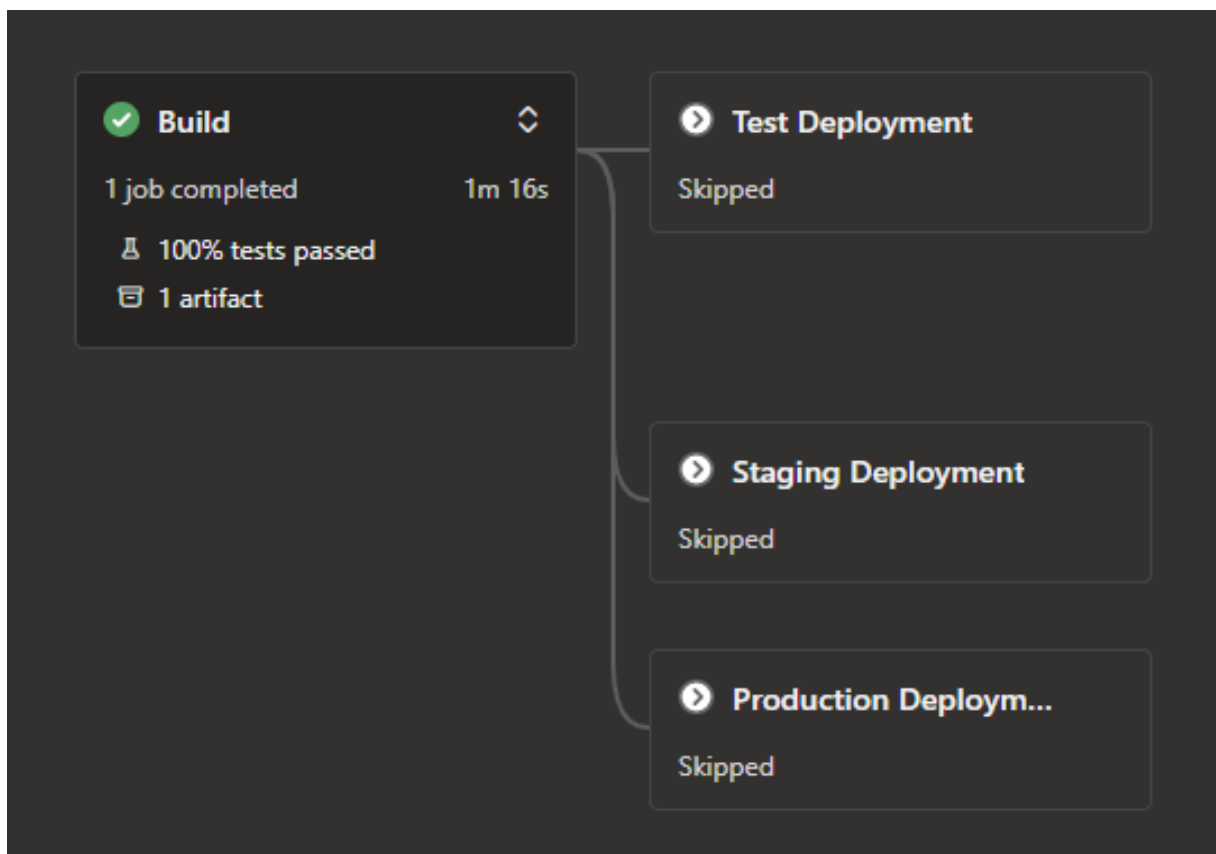 Build
1 job completed 1m 16s
100% tests passed
1 artifact
Test Deployment
Skipped
Staging Deployment
Skipped
Production Deploym...
Skipped